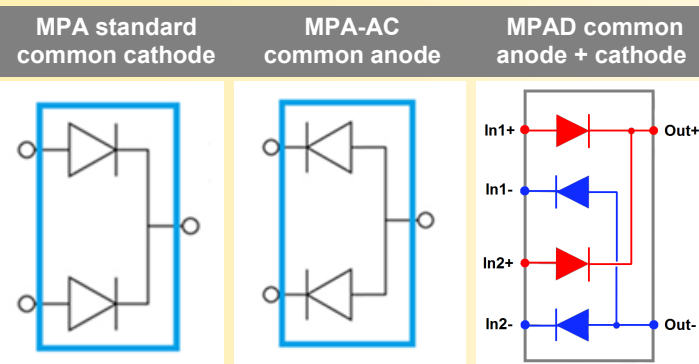 MPA standard
common cathode
MPA-AC
common anode
MPAD common
anode + cathode
In1+
Out+
In1-
In2+
In2-
Out-